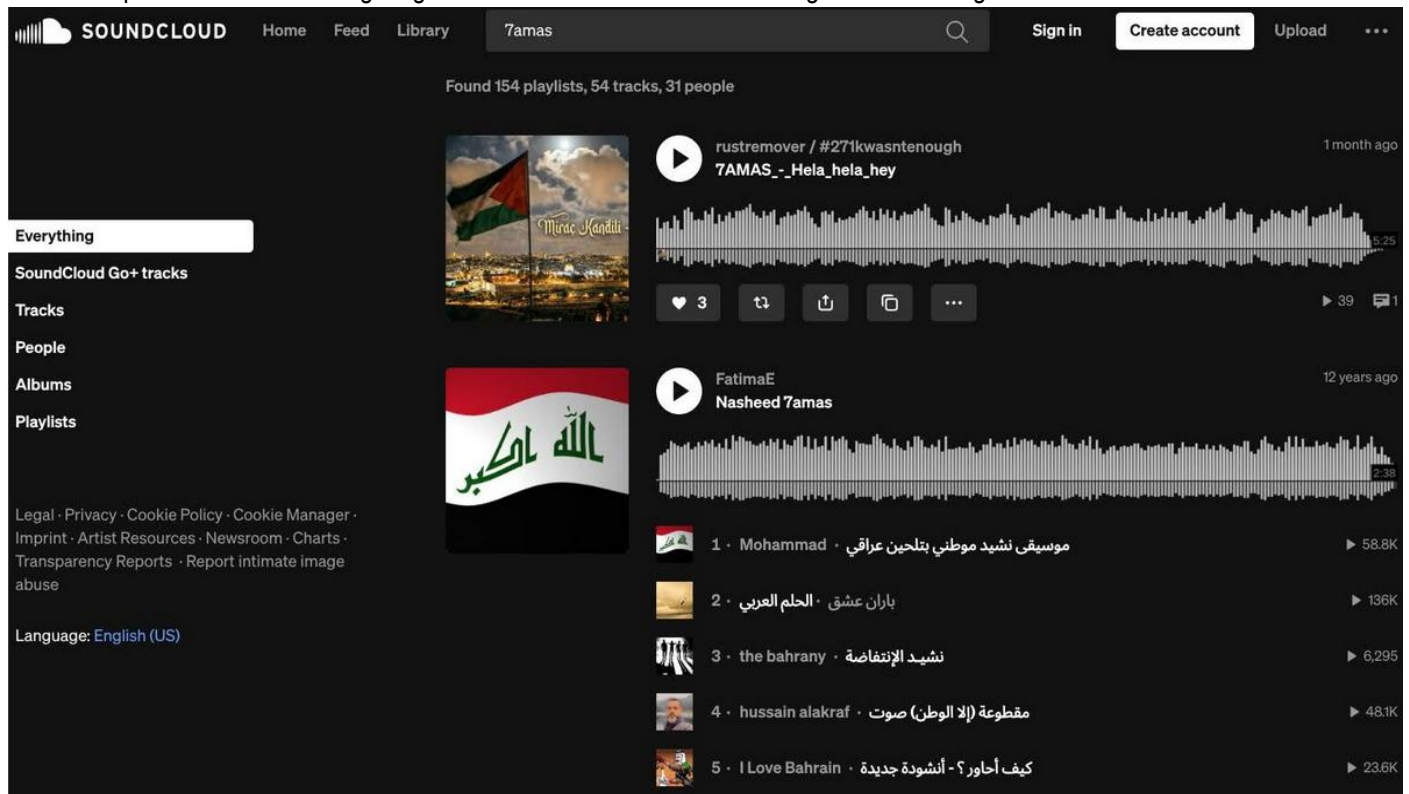 SOUNDCLOUD Home Feed Library 7amas Sign in Create account Upload
Found 154 playlists, 54 tracks, 31 people
Everything
SoundCloud Go+ tracks
Tracks
People
Albums
Playlists
Legal · Privacy · Cookie Policy · Cookie Manager ·
Imprint · Artist Resources · Newsroom · Charts ·
Transparency Reports · Report intimate image
abuse
Language: English (US)
Miraç Kandili -
rustremover / #271kwasntenough 1 month ago
7AMAS_-_Hela_hela_hey
5:25
3 39 1
الله اكبر
FatimaE 12 years ago
Nasheed 7amas
2:38
1 · Mohammad · موسيقى نشيد موطني بتلحين عراقي 58.8K
2 · باران عشق · الحلم العربي 136K
3 · the bahrany · نشيـد الإنتفاضة 6,295
4 · hussain alakraf · مقطوعة (إلا الوطن) صوت 48.1K
5 · I Love Bahrain · كيف أحاور ؟ - أنشودة جديدة 23.6K